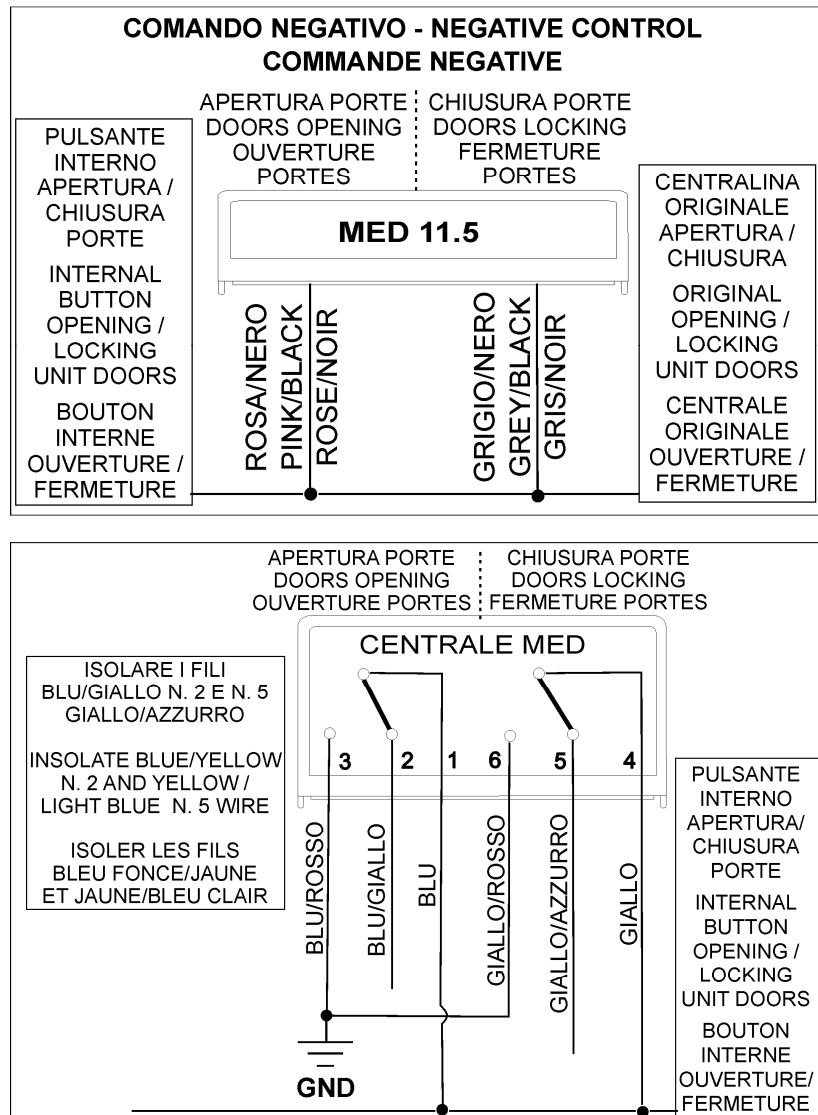 COMANDO NEGATIVO - NEGATIVE CONTROL
COMMANDE NEGATIVE
APERTURA PORTE
DOORS OPENING
OUVERTURE
PORTES
CHIUSURA PORTE
DOORS LOCKING
FERMETURE
PORTES
PULSANTE
INTERNO
APERTURA /
CHIUSURA
PORTE
INTERNAL
BUTTON
OPENING /
LOCKING
UNIT DOORS
BOUTON
INTERNE
OUVERTURE /
FERMETURE
MED 11.5
ROSA/NERO
PINK/BLACK
ROSE/NOIR
GRIGIO/NERO
GREY/BLACK
GRIS/NOIR
CENTRALINA
ORIGINALE
APERTURA /
CHIUSURA
ORIGINAL
OPENING /
LOCKING
UNIT DOORS
CENTRALE
ORIGINALE
OUVERTURE /
FERMETURE
APERTURA PORTE
DOORS OPENING
OUVERTURE PORTES
CHIUSURA PORTE
DOORS LOCKING
FERMETURE PORTES
CENTRALE MED
ISOLARE I FILI
BLU/GIALLO N. 2 E N. 5
GIALLO/AZZURRO
INSOLATE BLUE/YELLOW
N. 2 AND YELLOW /
LIGHT BLUE N. 5 WIRE
ISOLER LES FILS
BLEU FONCE/JAUNE
ET JAUNE/BLEU CLAIR
3 2 1 6 5 4
BLU/ROSSO
BLU/GIALLO
BLU
GIALLO/ROSSO
GIALLO/AZZURRO
GIALLO
GND
PULSANTE
INTERNO
APERTURA/
CHIUSURA
PORTE
INTERNAL
BUTTON
OPENING /
LOCKING
UNIT DOORS
BOUTON
INTERNE
OUVERTURE/
FERMETURE